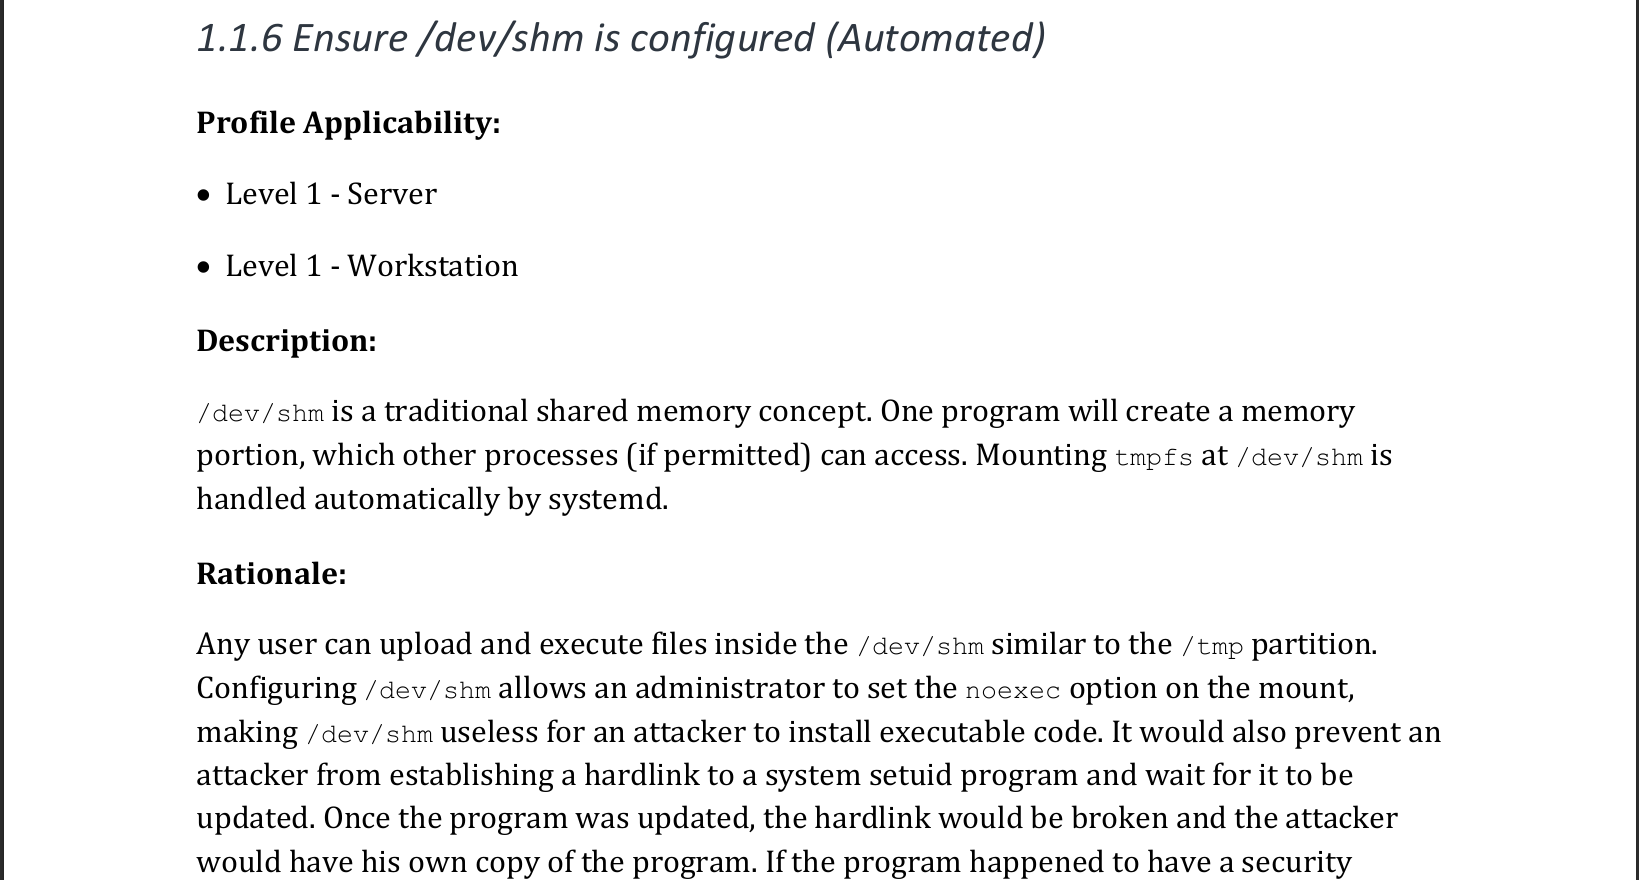 1.1.6 Ensure /dev/shm is configured (Automated)
Profile Applicability:
• Level 1 - Server
• Level 1 - Workstation
Description:
/dev/shm is a traditional shared memory concept. One program will create a memory
portion, which other processes (if permitted) can access. Mounting tmpfs at /dev/shm is
handled automatically by systemd.
Rationale:
Any user can upload and execute files inside the /dev/shm similar to the /tmp partition.
Configuring /dev/shm allows an administrator to set the noexec option on the mount,
making /dev/shm useless for an attacker to install executable code. It would also prevent an
attacker from establishing a hardlink to a system setuid program and wait for it to be
updated. Once the program was updated, the hardlink would be broken and the attacker
would have his own copy of the program. If the program happened to have a security